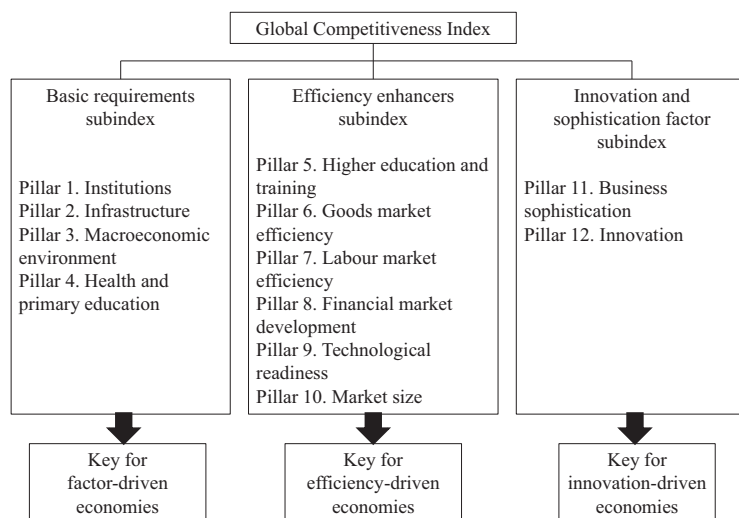 Global Competitiveness Index
Basic requirements
subindex
Pillar 1. Institutions
Pillar 2. Infrastructure
Pillar 3. Macroeconomic
environment
Pillar 4. Health and
primary education
Efficiency enhancers
subindex
Pillar 5. Higher education and
training
Pillar 6. Goods market
efficiency
Pillar 7. Labour market
efficiency
Pillar 8. Financial market
development
Pillar 9. Technological
readiness
Pillar 10. Market size
Innovation and
sophistication factor
subindex
Pillar 11. Business
sophistication
Pillar 12. Innovation
Key for
factor-driven
economies
Key for
efficiency-driven
economies
Key for
innovation-driven
economies